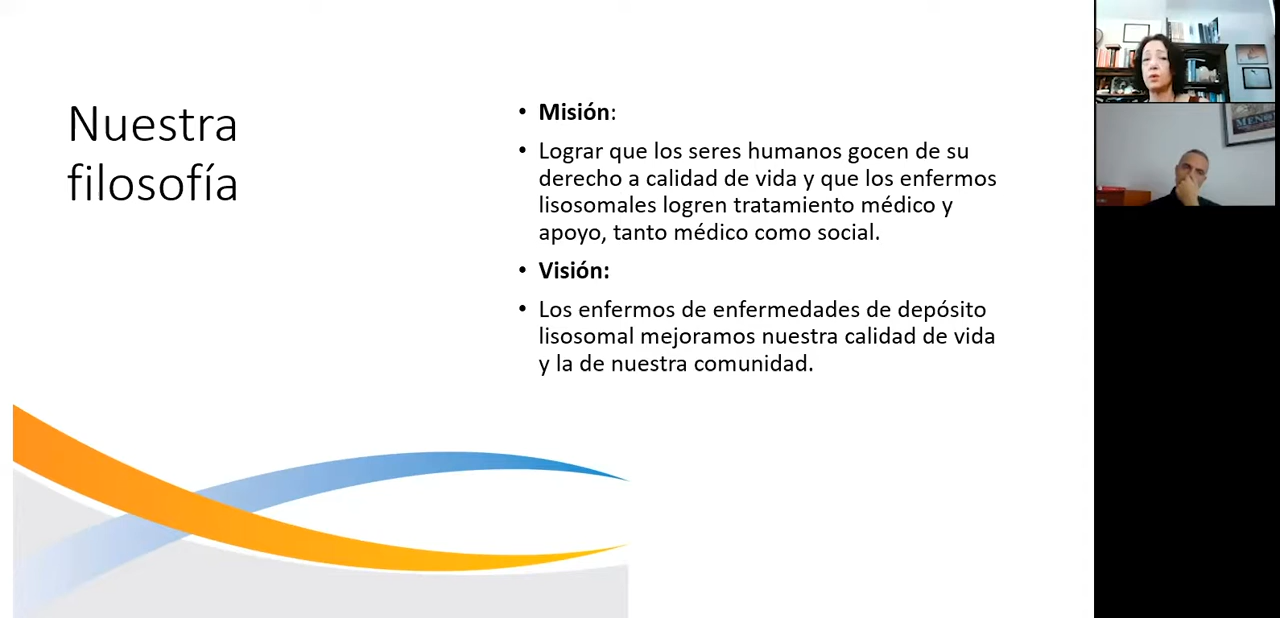 Nuestra
filosofía
• Misión:
• Lograr que los seres humanos gocen de su
derecho a calidad de vida y que los enfermos
lisosomales logren tratamiento médico y
apoyo, tanto médico como social.
• Visión:
• Los enfermos de enfermedades de depósito
lisosomal mejoramos nuestra calidad de vida
y la de nuestra comunidad.